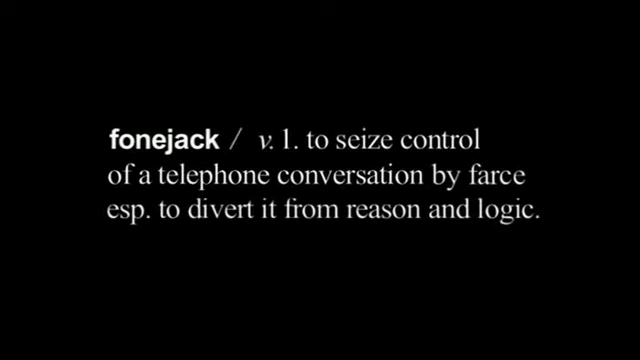 fonejack / v. 1. to seize control
of a telephone conversation by farce
esp. to divert it from reason and logic.